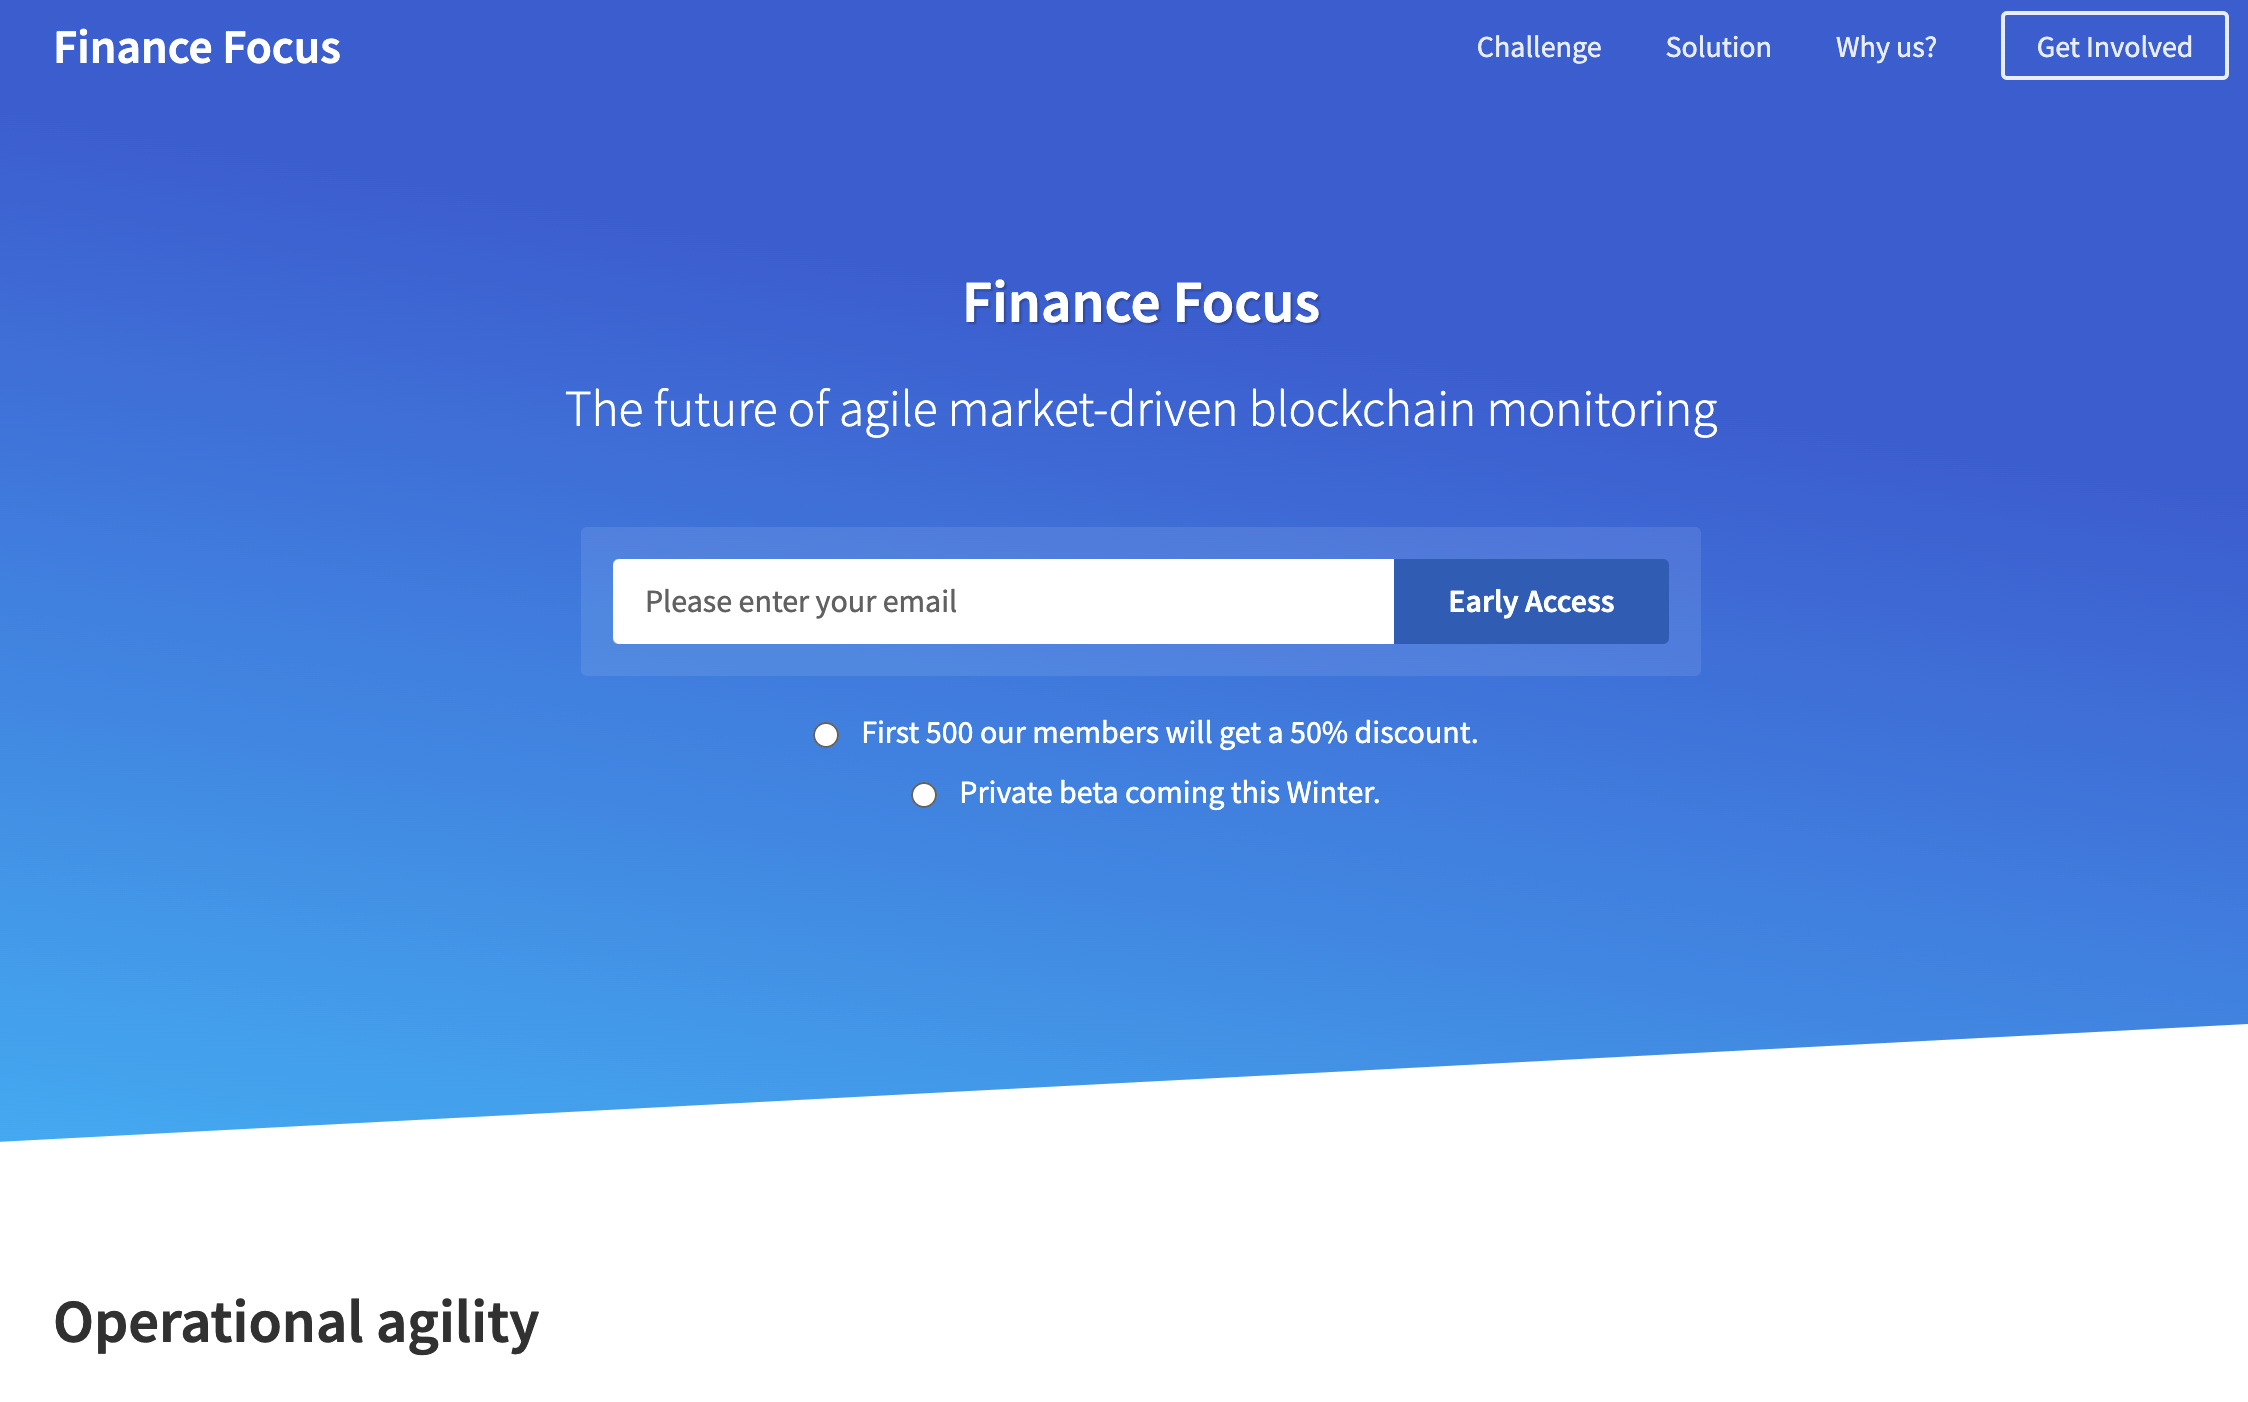 Finance Focus
Challenge
Solution
Why us?
Get Involved
Finance Focus
The future of agile market-driven blockchain monitoring
Please enter your email
Early Access
First 500 our members will get a 50% discount.
Private beta coming this Winter.
Operational agility